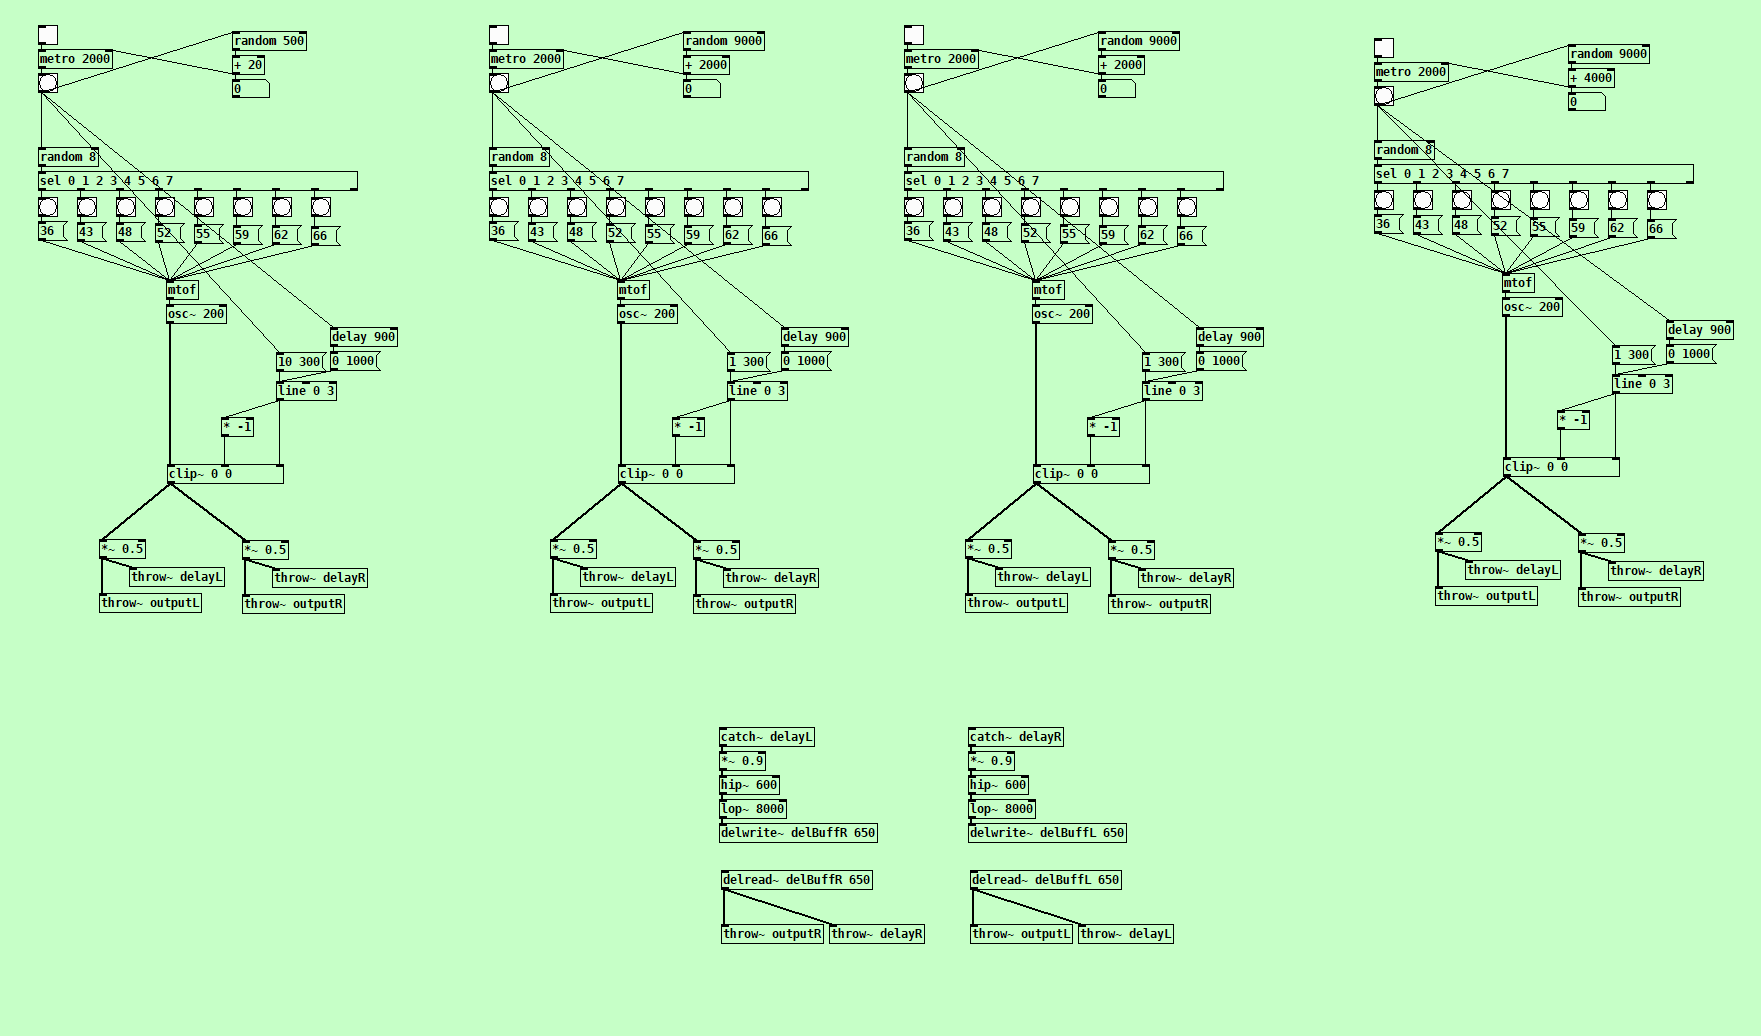 random 500
metro 2000
+ 20
0
random 8
sel 0 1 2 3 4 5 6 7
36 43 48 52 55 59 62 66
mtof
osc~ 200
delay 900
10 300 0 1000
line 0 3
* -1
clip~ 0 0
*~ 0.5 *~ 0.5
throw~ delayL throw~ delayR
throw~ outputL throw~ outputR
random 9000
metro 2000
+ 2000
0
random 8
sel 0 1 2 3 4 5 6 7
36 43 48 52 55 59 62 66
mtof
osc~ 200
delay 900
1 300 0 1000
line 0 3
* -1
clip~ 0 0
*~ 0.5 *~ 0.5
throw~ delayL throw~ delayR
throw~ outputL throw~ outputR
random 9000
metro 2000
+ 2000
0
random 8
sel 0 1 2 3 4 5 6 7
36 43 48 52 55 59 62 66
mtof
osc~ 200
delay 900
1 300 0 1000
line 0 3
* -1
clip~ 0 0
*~ 0.5 *~ 0.5
throw~ delayL throw~ delayR
throw~ outputL throw~ outputR
random 9000
metro 2000
+ 4000
0
random 8
sel 0 1 2 3 4 5 6 7
36 43 48 52 55 59 62 66
mtof
osc~ 200
delay 900
1 300 0 1000
line 0 3
* -1
clip~ 0 0
*~ 0.5 *~ 0.5
throw~ delayL throw~ delayR
throw~ outputL throw~ outputR
catch~ delayL
*~ 0.9
hip~ 600
lop~ 8000
delwrite~ delBuffR 650
delread~ delBuffR 650
throw~ outputR throw~ delayR
catch~ delayR
*~ 0.9
hip~ 600
lop~ 8000
delwrite~ delBuffL 650
delread~ delBuffL 650
throw~ outputL throw~ delayL